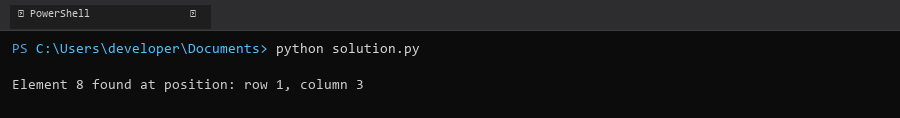 PowerShell
PS C:\Users\developer\Documents> python solution.py
Element 8 found at position: row 1, column 3